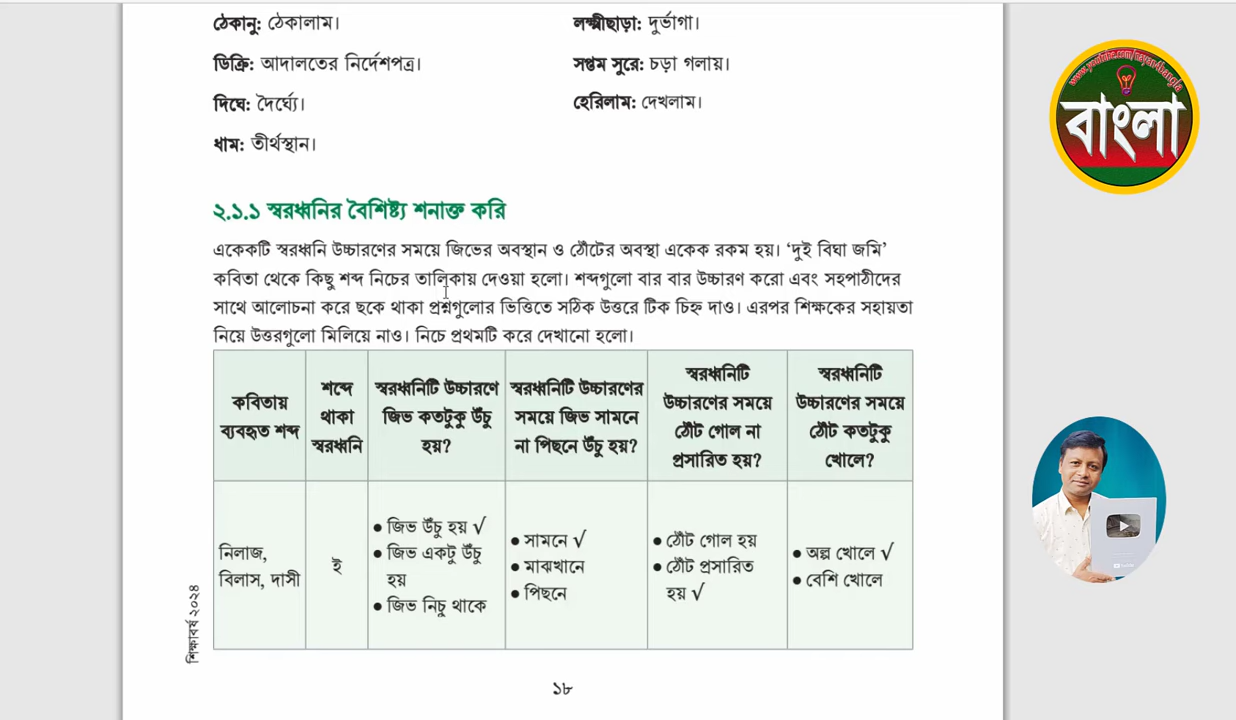 ঠেকানু: ঠেকালাম।
ডিক্রি: আদালতের নির্দেশপত্র।
দিঘে: দৈর্ঘ্যে।
ধাম: তীর্থস্থান।
লক্ষ্মীছাড়া: দুর্ভাগা।
সপ্তম সুরে: চড়া গলায়।
হেরিলাম: দেখলাম।
২.১.১ স্বরধ্বনির বৈশিষ্ট্য শনাক্ত করি
একেকটি স্বরধ্বনি উচ্চারণের সময়ে জিভের অবস্থান ও ঠোঁটের অবস্থা একেক রকম হয়। ‘দুই বিঘা জমি’
কবিতা থেকে কিছু শব্দ নিচের তালিকায় দেওয়া হলো। শব্দগুলো বার বার উচ্চারণ করো এবং সহপাঠীদের
সাথে আলোচনা করে ছকে থাকা প্রশ্নগুলোর ভিত্তিতে সঠিক উত্তরে টিক চিহ্ন দাও। এরপর শিক্ষকের সহায়তা
নিয়ে উত্তরগুলো মিলিয়ে নাও। নিচে প্রথমটি করে দেখানো হলো।
কবিতায়
ব্যবহৃত শব্দ
শব্দে
থাকা
স্বরধ্বনি
স্বরধ্বনিটি উচ্চারণে
জিভ কতটুকু উঁচু
হয়?
স্বরধ্বনিটি উচ্চারণের
সময়ে জিভ সামনে
না পিছনে উঁচু হয়?
স্বরধ্বনিটি
উচ্চারণের সময়ে
ঠোঁট গোল না
প্রসারিত হয়?
স্বরধ্বনিটি
উচ্চারণের সময়ে
ঠোঁট কতটুকু
খোলে?
নিলাজ,
বিলাস, দাসী
ই
● জিভ উঁচু হয় √
● জিভ একটু উঁচু
হয়
● জিভ নিচু থাকে
● সামনে √
● মাঝখানে
● পিছনে
● ঠোঁট গোল হয়
● ঠোঁট প্রসারিত
হয় √
● অল্প খোলে √
● বেশি খোলে
শিক্ষাবর্ষ ২০২৪
১৮
www.youtube.com/nayan-bhangla
বাংলা